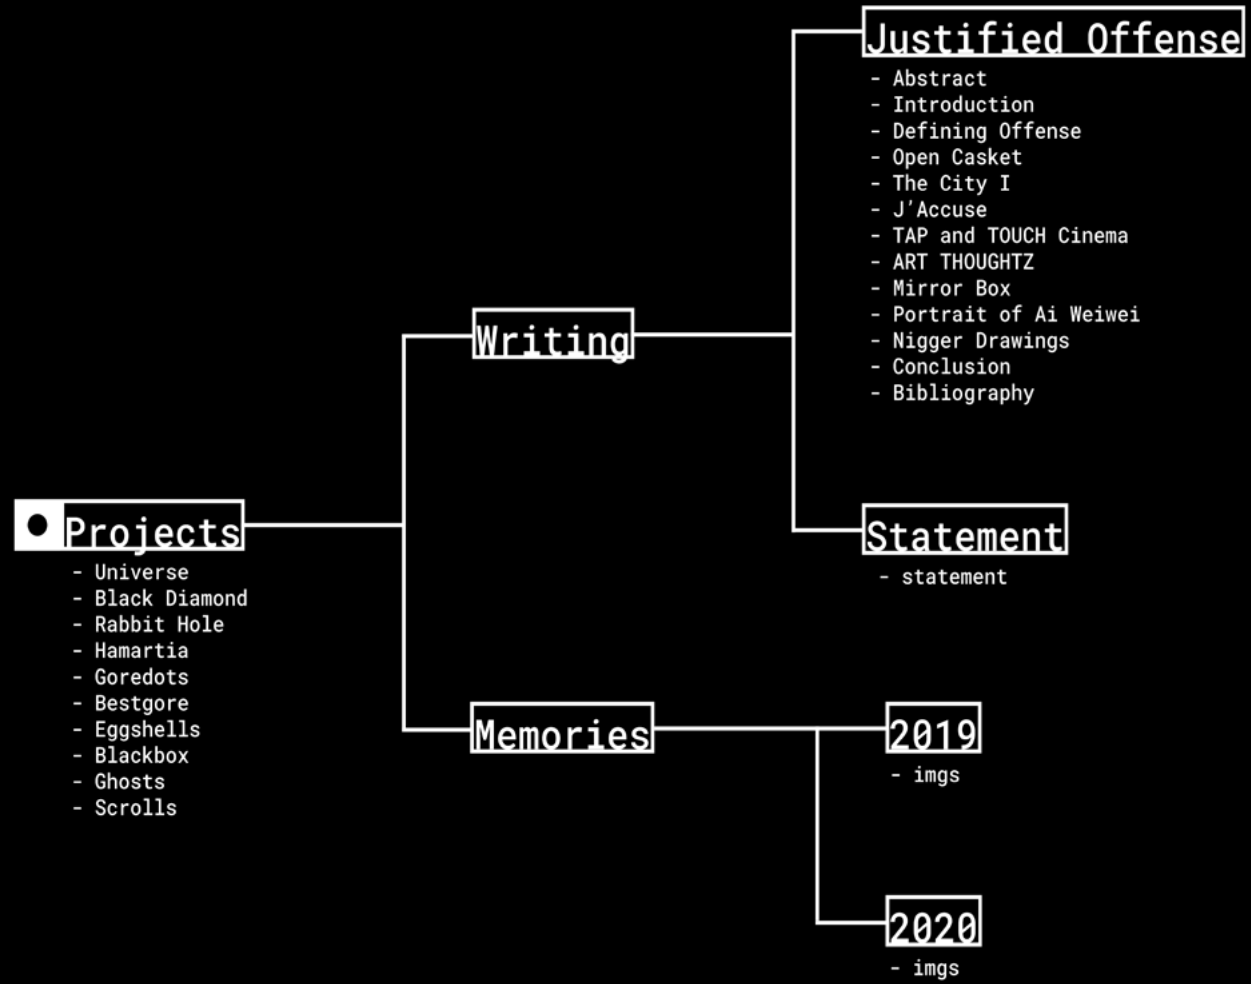 Justified Offense
- Abstract
- Introduction
- Defining Offense
- Open Casket
- The City I
- J'Accuse
- TAP and TOUCH Cinema
- ART THOUGHTZ
- Mirror Box
- Portrait of Ai Weiwei
- Nigger Drawings
- Conclusion
- Bibliography
Writing
Statement
- statement
Projects
- Universe
- Black Diamond
- Rabbit Hole
- Hamartia
- Goredots
- Bestgore
- Eggshells
- Blackbox
- Ghosts
- Scrolls
Memories
2019
- imgs
2020
- imgs